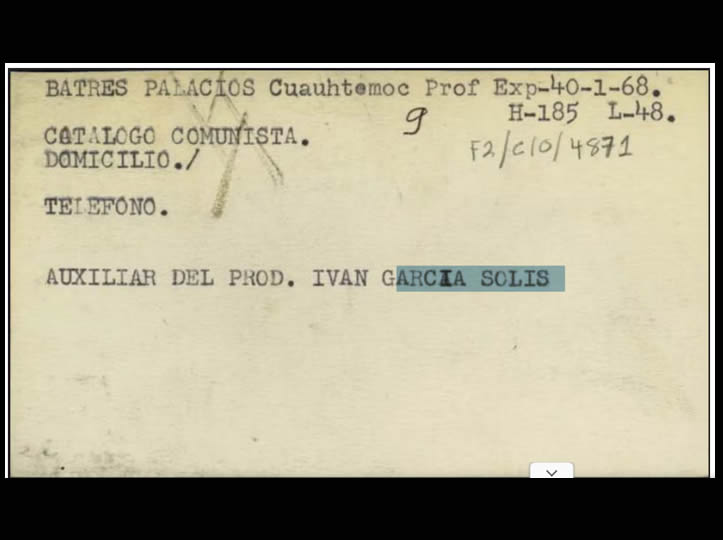 BATRES PALACIOS Cuauhtemoc Prof Exp-40-1-68.
9 H-185 L-48.
CATALOGO COMUNISTA.
F2/C10/4871
DOMICILIO./
TELEFONO.
AUXILIAR DEL PROD. IVAN GARCIA SOLIS